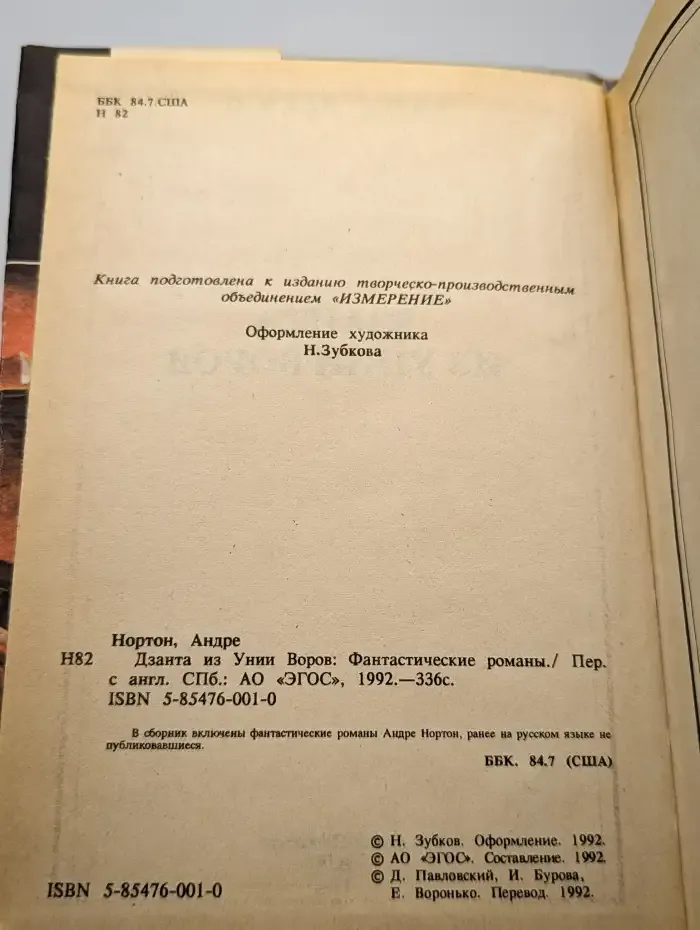 ББК 84.7.США
Н 82
Книга подготовлена к изданию творческо-производственным
объединением «ИЗМЕРЕНИЕ»
Оформление художника
Н.Зубкова
Нортон, Андре
Н82 Дзанта из Унии Воров: Фантастические романы./ Пер.
с англ. СПб.: АО «ЭГОС», 1992.—336с.
ISBN 5-85476-001-0
В сборник включены фантастические романы Андре Нортон, ранее на русском языке не
публиковавшиеся.
ББК. 84.7 (США)
© Н. Зубков. Оформление. 1992.
© АО «ЭГОС». Составление. 1992.
© Д. Павловский, И. Бурова,
Е. Воронько. Перевод. 1992.
ISBN 5-85476-001-0